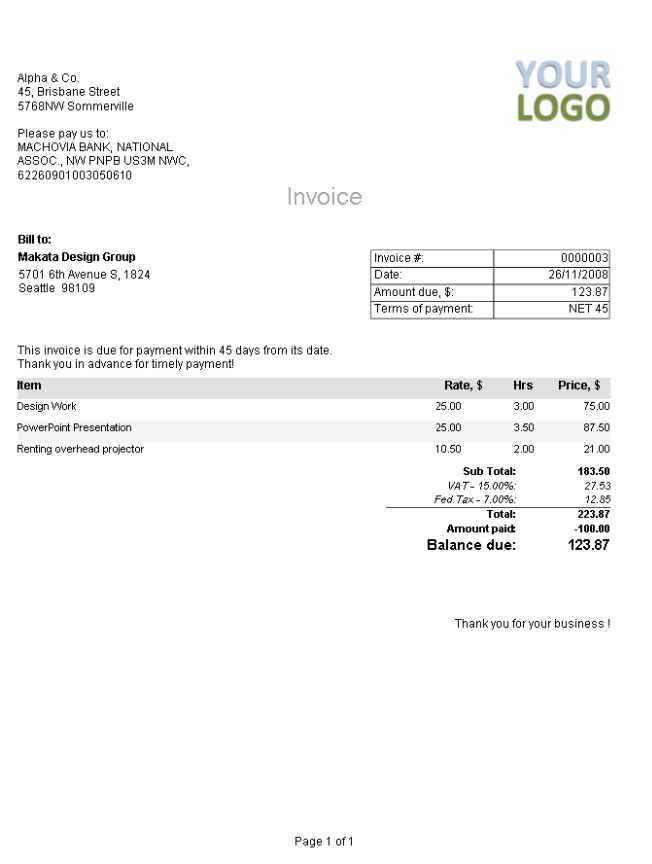 YOUR
LOGO
Alpha & Co.
45, Brisbane Street
5768NW Sommerville
Please pay us to:
MACHOVIA BANK, NATIONAL
ASSOC., NW PNPB US3M NWC,
62260901003050610
Invoice
Bill to:
Makata Design Group
5701 6th Avenue S, 1824
Seattle 98109
Invoice #: 0000003
Date: 26/11/2008
Amount due, $: 123.87
Terms of payment: NET 45
This invoice is due for payment within 45 days from its date.
Thank you in advance for timely payment!
Item Rate, $ Hrs Price, $
Design Work 25.00 3.00 75.00
PowerPoint Presentation 25.00 3.50 87.50
Renting overhead projector 10.50 2.00 21.00
Sub Total: 183.50
VAT - 15.00%: 27.53
Fed.Tax - 7.00%: 12.85
Total: 223.87
Amount paid: -100.00
Balance due: 123.87
Thank you for your business !
Page 1 of 1